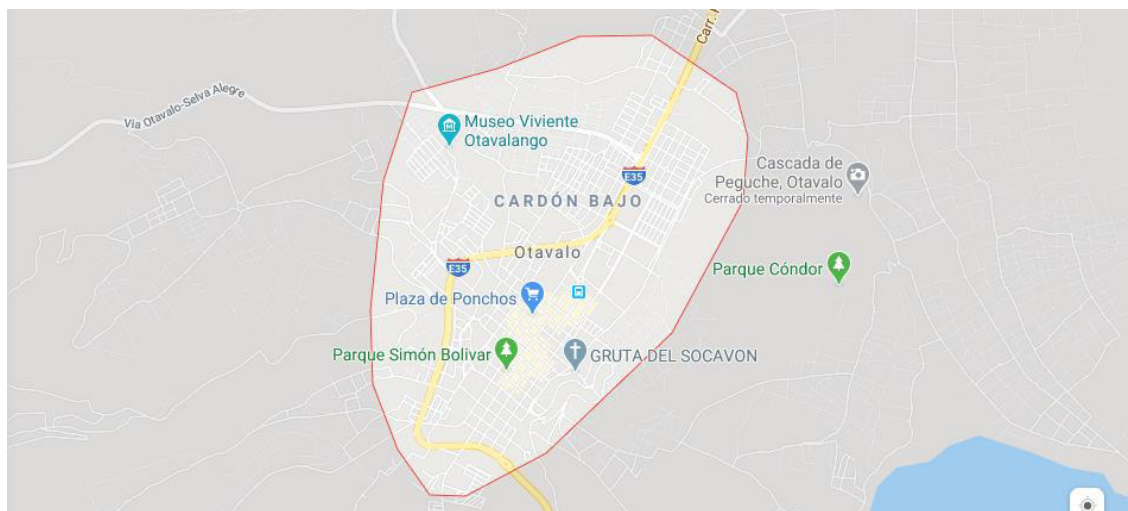 Carr. P
Vía Otavalo-Selva Alegre
Museo Viviente
Otavalango
E35
Cascada de
Peguche, Otavalo
Cerrado temporalmente
CARDÓN BAJO
Otavalo
E35
Parque Cóndor
Plaza de Ponchos
Parque Simón Bolivar
GRUTA DEL SOCAVON